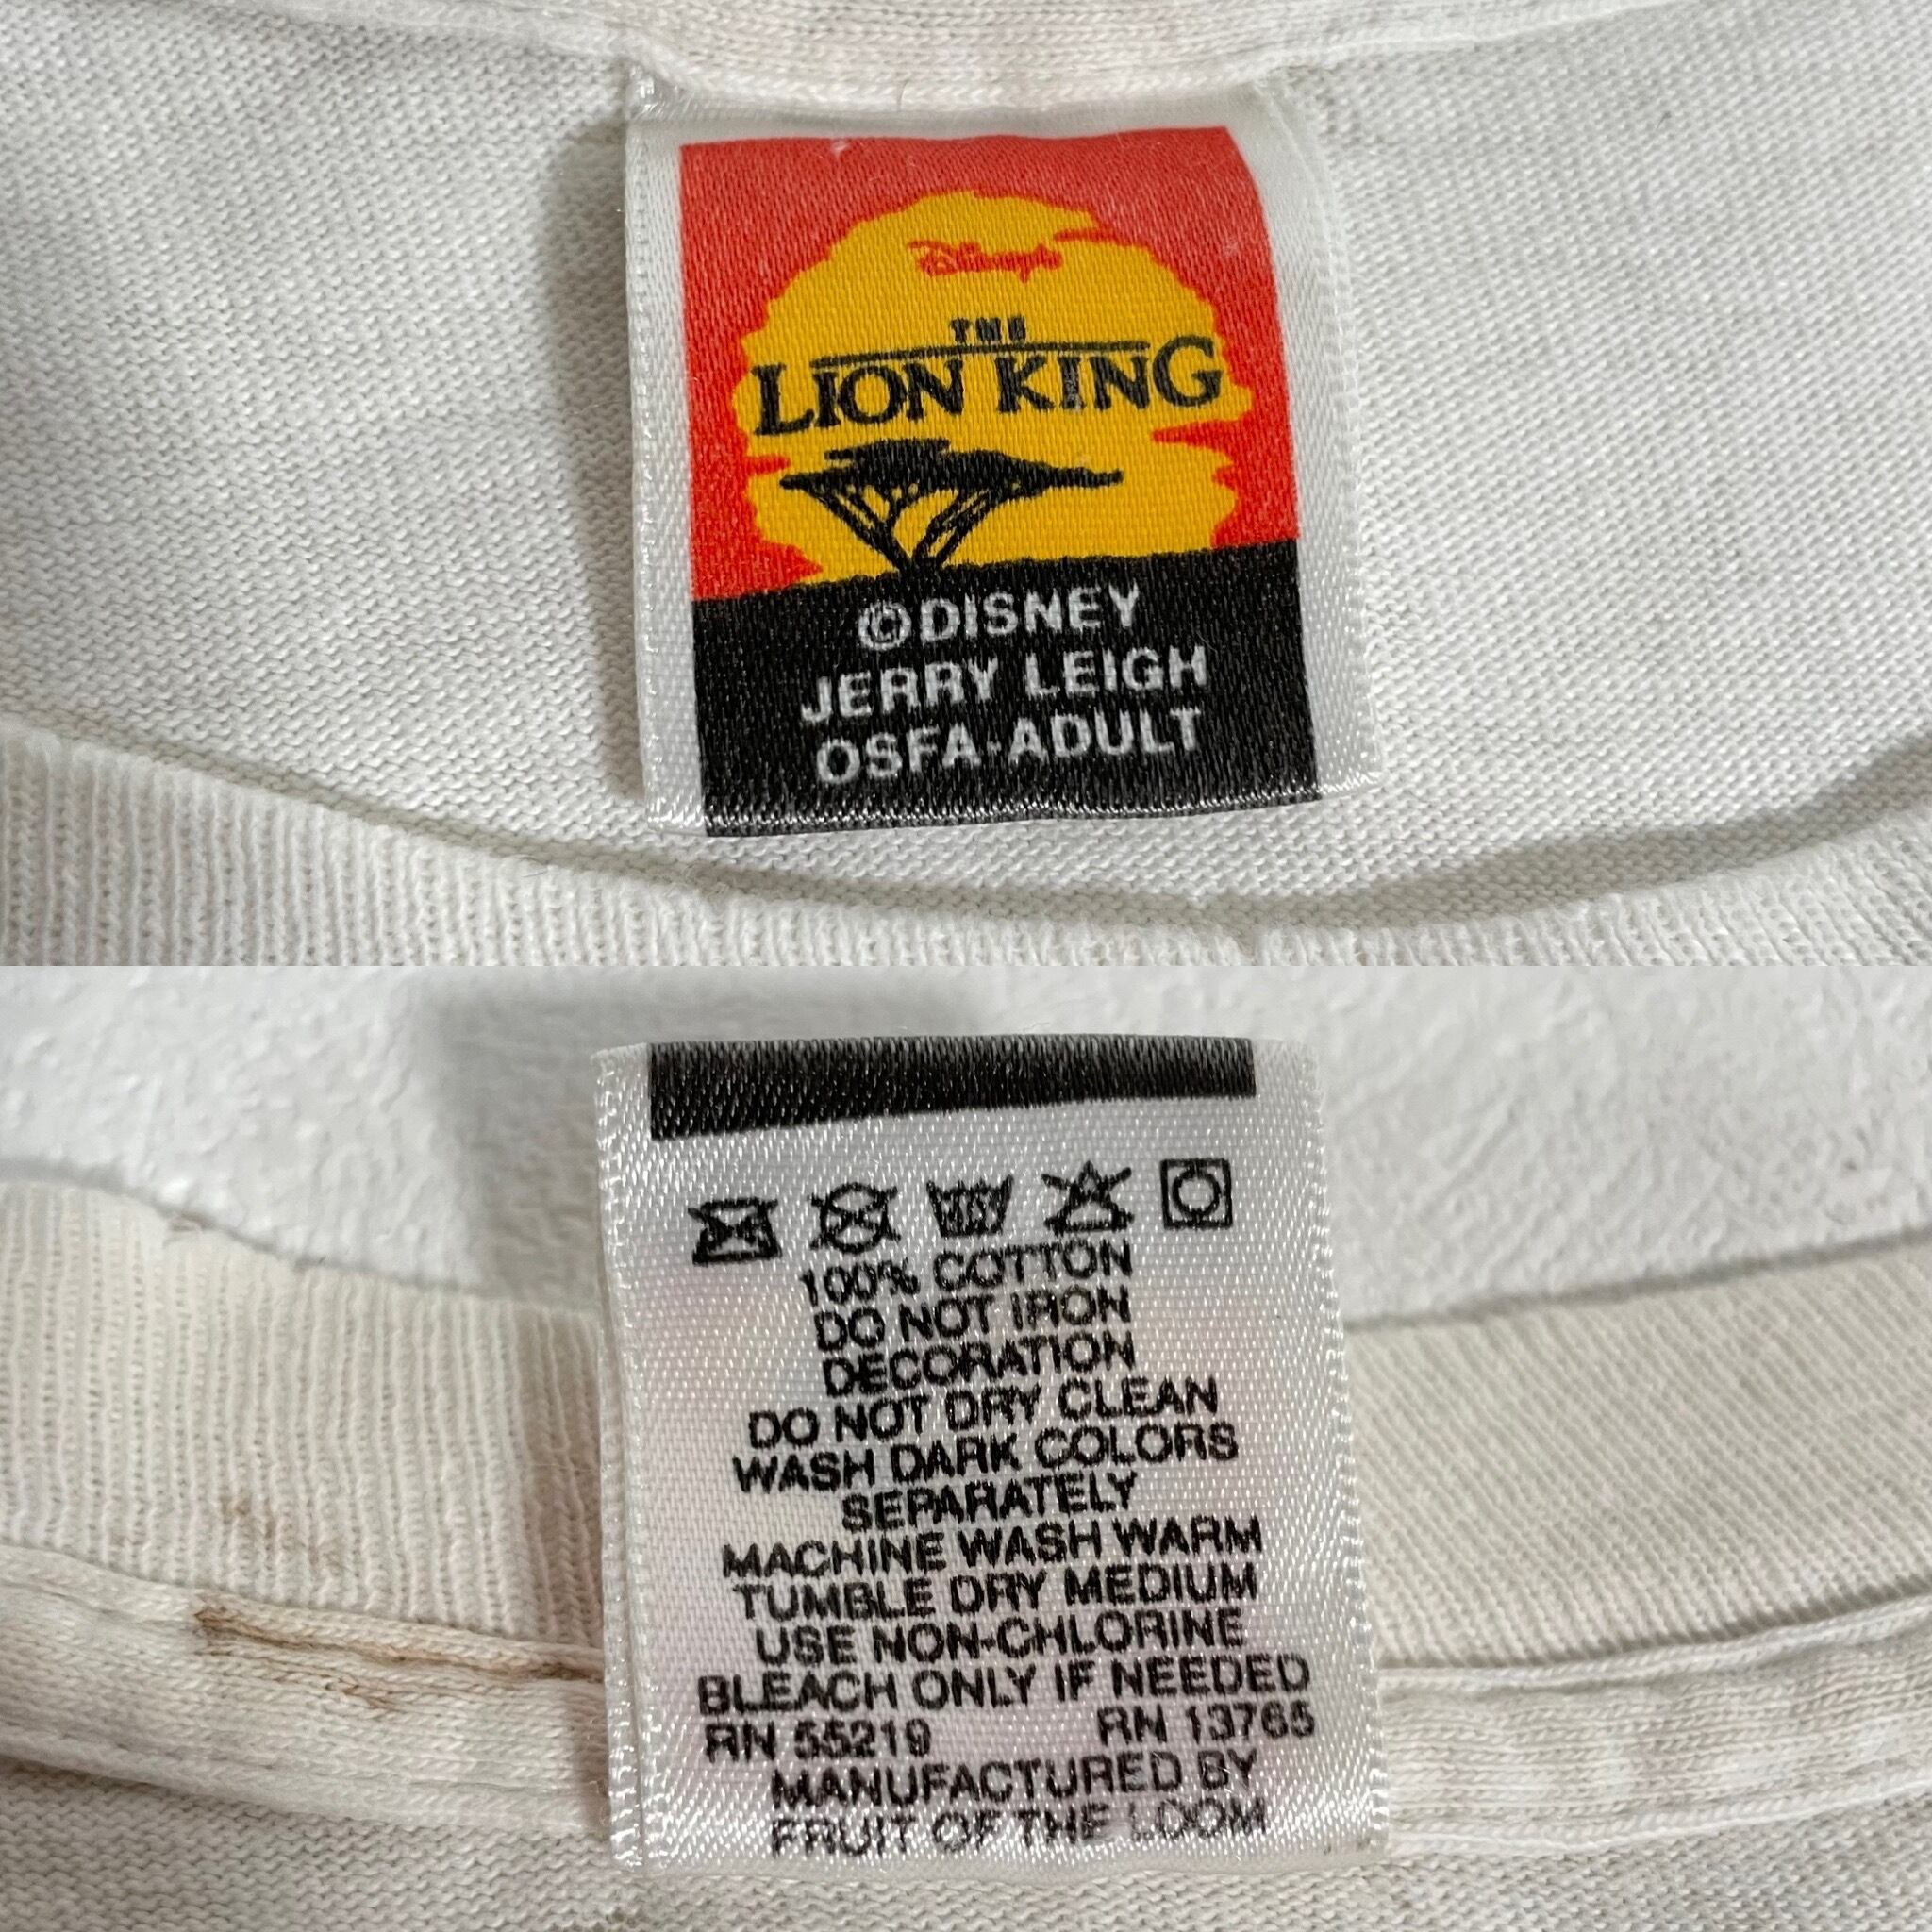 Disney's
THE
LION KING
©DISNEY
JERRY LEIGH
OSFA-ADULT
100% COTTON
DO NOT IRON
DECORATION
DO NOT DRY CLEAN
WASH DARK COLORS
SEPARATELY
MACHINE WASH WARM
TUMBLE DRY MEDIUM
USE NON-CHLORINE
BLEACH ONLY IF NEEDED
RN 55219 RN 13765
MANUFACTURED BY
FRUIT OF THE LOOM